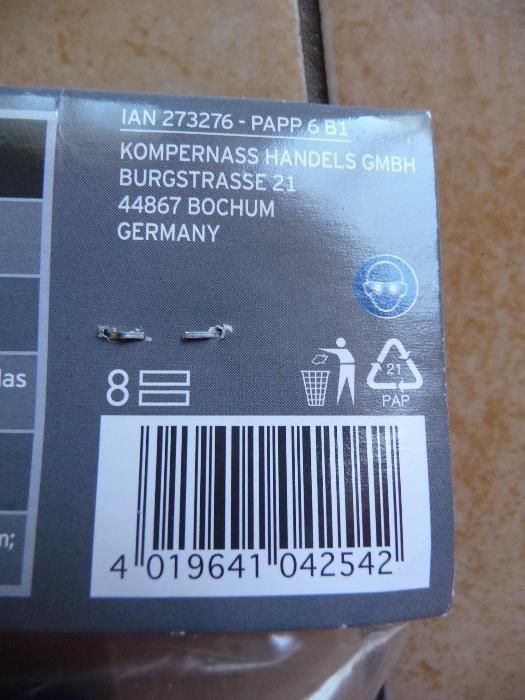 IAN 273276 - PAPP 6 B1
KOMPERNASS HANDELS GMBH
BURGSTRASSE 21
44867 BOCHUM
GERMANY
las
8
21
PAP
n;
4 019641 042542